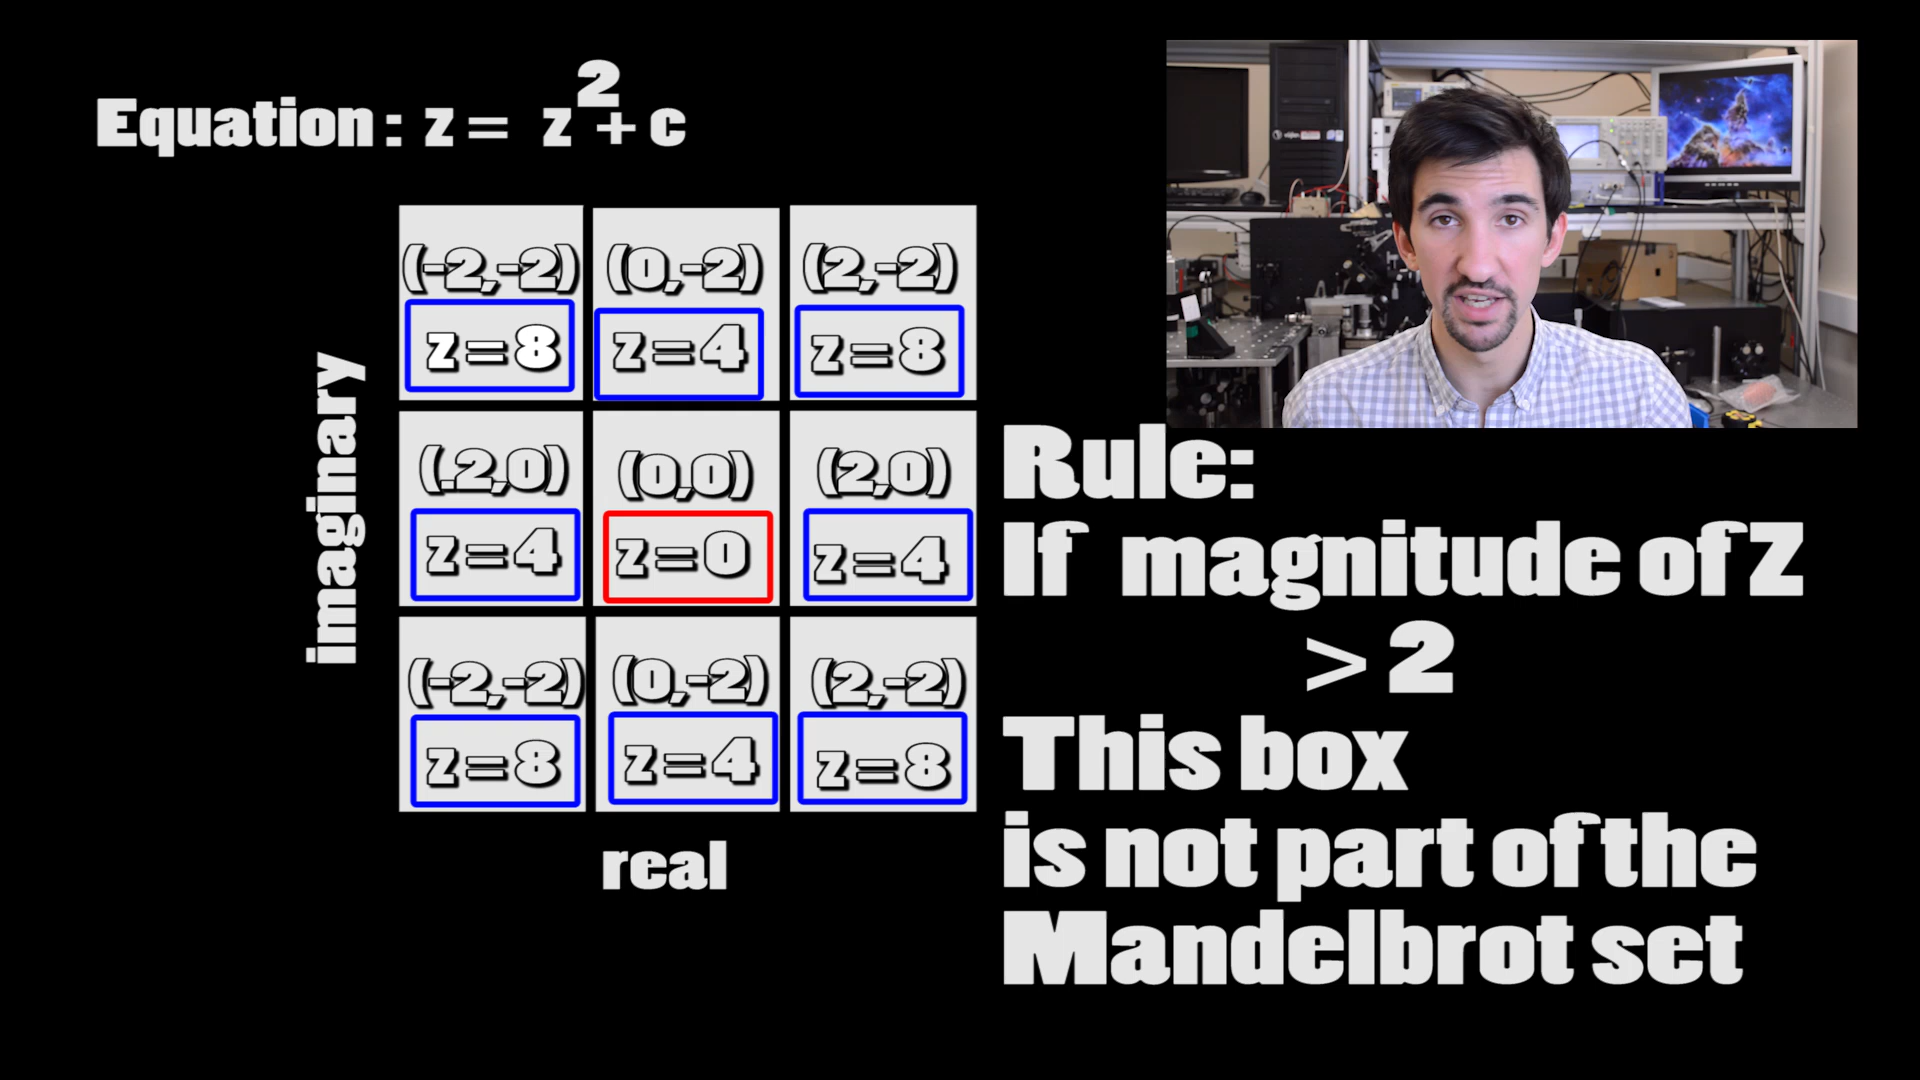 Equation: z = z² + c
(-2,-2) (0,-2) (2,-2)
z=8 z=4 z=8
(.2,0) (0,0) (2,0)
z=4 z=0 z=4
(-2,-2) (0,-2) (2,-2)
z=8 z=4 z=8
imaginary
real
Rule:
If magnitude of Z
> 2
This box
is not part of the
Mandelbrot set